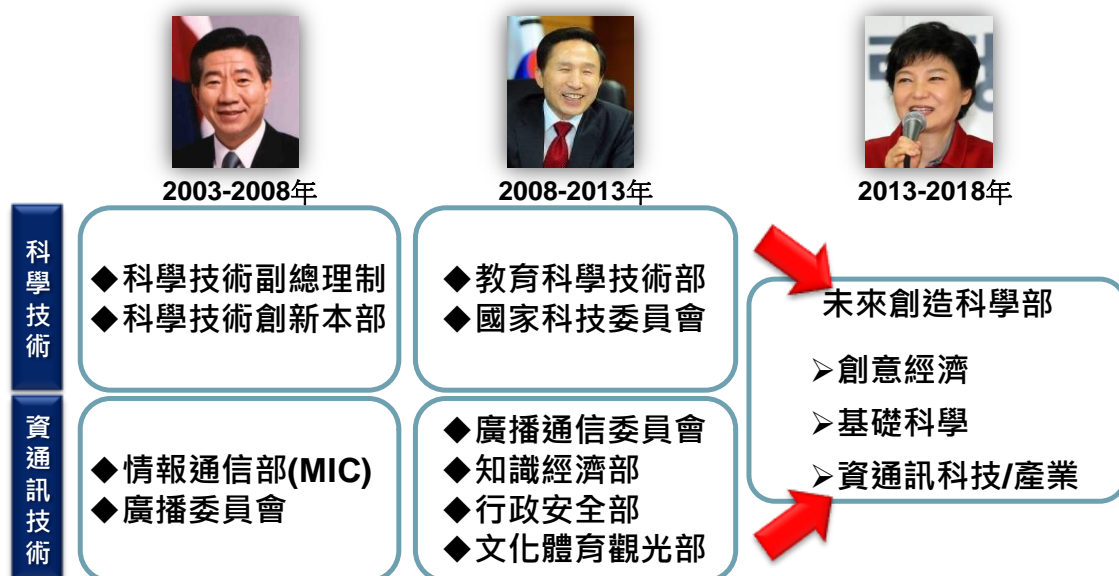 2003-2008年
2008-2013年
2013-2018年
科學技術
◆科學技術副總理制
◆科學技術創新本部
◆教育科學技術部
◆國家科技委員會
資通訊技術
◆情報通信部(MIC)
◆廣播委員會
◆廣播通信委員會
◆知識經濟部
◆行政安全部
◆文化體育觀光部
未來創造科學部
➢創意經濟
➢基礎科學
➢資通訊科技/產業